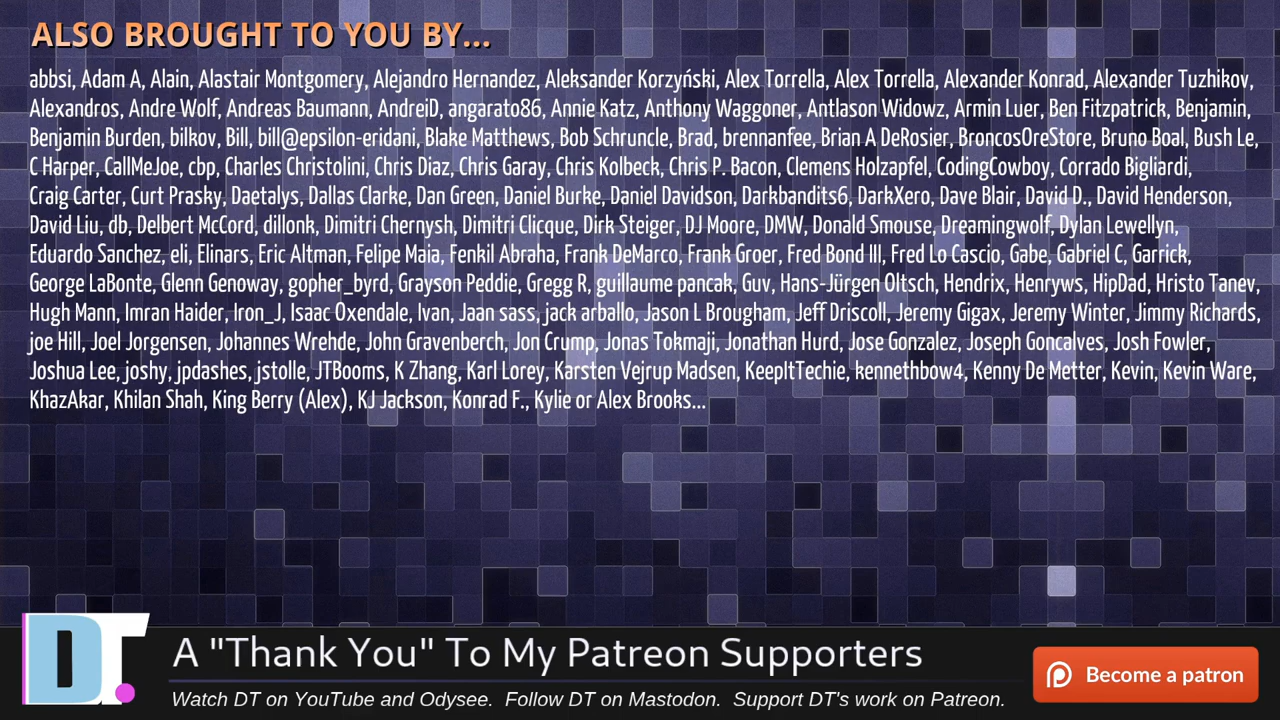 ALSO BROUGHT TO YOU BY...
abbsi, Adam A, Alain, Alastair Montgomery, Alejandro Hernandez, Aleksander Korzyński, Alex Torrella, Alex Torrella, Alexander Konrad, Alexander Tuzhikov,
Alexandros, Andre Wolf, Andreas Baumann, AndreiD, angarato86, Annie Katz, Anthony Waggoner, Antlason Widowz, Armin Luer, Ben Fitzpatrick, Benjamin,
Benjamin Burden, bilkov, Bill, bill@epsilon-eridani, Blake Matthews, Bob Schruncle, Brad, brennanfee, Brian A DeRosier, BroncosOreStore, Bruno Boal, Bush Le,
C Harper, CallMeJoe, cbp, Charles Christolini, Chris Diaz, Chris Garay, Chris Kolbeck, Chris P. Bacon, Clemens Holzapfel, CodingCowboy, Corrado Bigliardi,
Craig Carter, Curt Prasky, Daetalys, Dallas Clarke, Dan Green, Daniel Burke, Daniel Davidson, Darkbandits6, DarkXero, Dave Blair, David D., David Henderson,
David Liu, db, Delbert McCord, dillonk, Dimitri Chernysh, Dimitri Clicque, Dirk Steiger, DJ Moore, DMW, Donald Smouse, Dreamingwolf, Dylan Lewellyn,
Eduardo Sanchez, eli, Elinars, Eric Altman, Felipe Maia, Fenkil Abraha, Frank DeMarco, Frank Groer, Fred Bond III, Fred Lo Cascio, Gabe, Gabriel C, Garrick,
George LaBonte, Glenn Genoway, gopher_byrd, Grayson Peddie, Gregg R, guillaume pancak, Guv, Hans-Jürgen Oltsch, Hendrix, Henryws, HipDad, Hristo Tanev,
Hugh Mann, Imran Haider, Iron_J, Isaac Oxendale, Ivan, Jaan sass, jack arballo, Jason L Brougham, Jeff Driscoll, Jeremy Gigax, Jeremy Winter, Jimmy Richards,
joe Hill, Joel Jorgensen, Johannes Wrehde, John Gravenberch, Jon Crump, Jonas Tokmaji, Jonathan Hurd, Jose Gonzalez, Joseph Goncalves, Josh Fowler,
Joshua Lee, joshy, jpdashes, jstolle, JTBooms, K Zhang, Karl Lorey, Karsten Vejrup Madsen, KeepItTechie, kennethbow4, Kenny De Metter, Kevin, Kevin Ware,
KhazAkar, Khilan Shah, King Berry (Alex), KJ Jackson, Konrad F., Kylie or Alex Brooks...
DT
A "Thank You" To My Patreon Supporters
Watch DT on YouTube and Odysee. Follow DT on Mastodon. Support DT's work on Patreon.
Become a patron